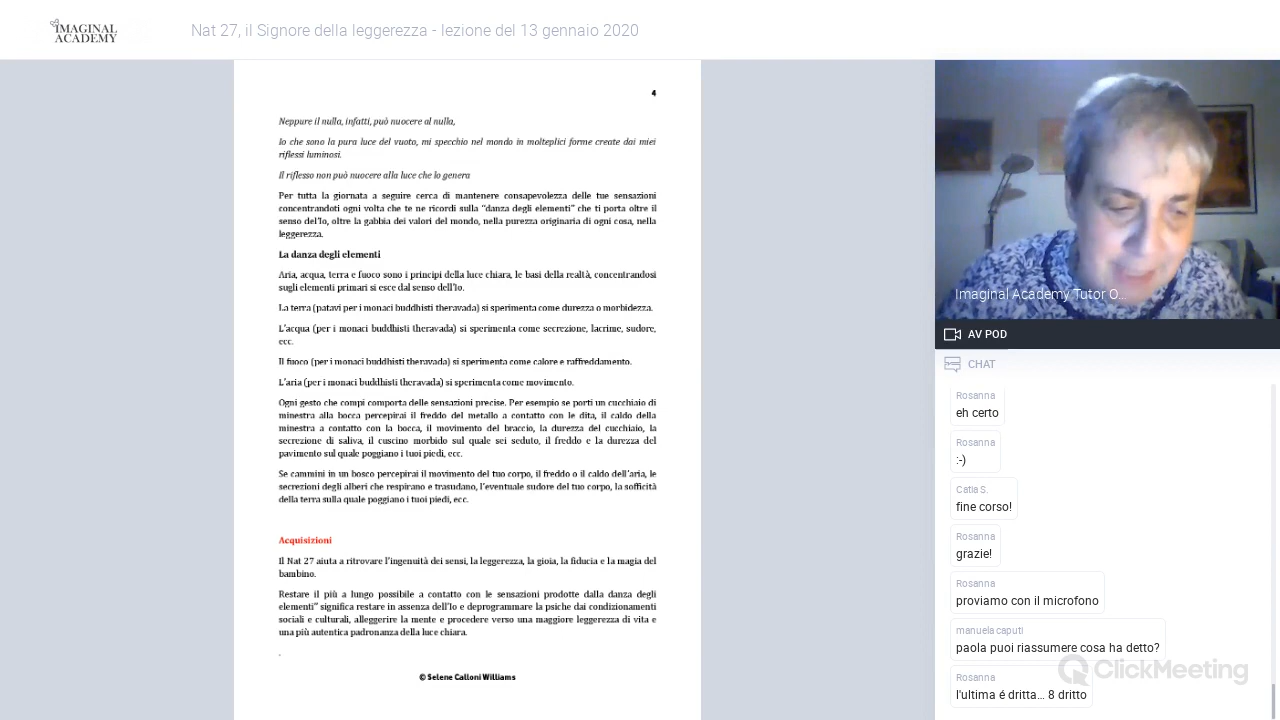 IMAGINAL
ACADEMY
Nat 27, il Signore della leggerezza - lezione del 13 gennaio 2020
4
Neppure il nulla, infatti, può nuocere al nulla,
Io che sono la pura luce del vuoto, mi specchio nel mondo in molteplici forme create dai miei
riflessi luminosi.
Il riflesso non può nuocere alla luce che lo genera
Per tutta la giornata a seguire cerca di mantenere consapevolezza delle tue sensazioni
concentrandoti ogni volta che te ne ricordi sulla “danza degli elementi” che ti porta oltre il
senso del’Io, oltre la gabbia dei valori del mondo, nella purezza originaria di ogni cosa, nella
leggerezza.
La danza degli elementi
Aria, acqua, terra e fuoco sono i principi della luce chiara, le basi della realtà, concentrandosi
sugli elementi primari si esce dal senso dell’Io.
La terra (patavi per i monaci buddhisti theravada) si sperimenta come durezza o morbidezza.
L’acqua (per i monaci buddhisti theravada) si sperimenta come secrezione, lacrime, sudore,
ecc.
Il fuoco (per i monaci buddhisti theravada) si sperimenta come calore e raffreddamento.
L’aria (per i monaci buddhisti theravada) si sperimenta come movimento.
Ogni gesto che compi comporta delle sensazioni precise. Per esempio se porti un cucchiaio di
minestra alla bocca percepirai il freddo del metallo a contatto con le dita, il caldo della
minestra a contatto con la bocca, il movimento del braccio, la durezza del cucchiaio, la
secrezione di saliva, il cuscino morbido sul quale sei seduto, il freddo e la durezza del
pavimento sul quale poggiano i tuoi piedi, ecc.
Se cammini in un bosco percepirai il movimento del tuo corpo, il freddo o il caldo dell’aria, le
secrezioni degli alberi che respirano e trasudano, l’eventuale sudore del tuo corpo, la sofficità
della terra sulla quale poggiano i tuoi piedi, ecc.
Acquisizioni
Il Nat 27 aiuta a ritrovare l’ingenuità dei sensi, la leggerezza, la gioia, la fiducia e la magia del
bambino.
Restare il più a lungo possibile a contatto con le sensazioni prodotte dalla danza degli
elementi” significa restare in assenza dell’Io e deprogrammare la psiche dai condizionamenti
sociali e culturali, alleggerire la mente e procedere verso una maggiore leggerezza di vita e
una più autentica padronanza della luce chiara.
.
© Selene Calloni Williams
Imaginal Academy Tutor O...
AV POD
CHAT
Rosanna
eh certo
Rosanna
:-)
Catia S.
fine corso!
Rosanna
grazie!
Rosanna
proviamo con il microfono
manuela caputi
paola puoi riassumere cosa ha detto?
ClickMeeting
Rosanna
l'ultima é dritta... 8 dritto